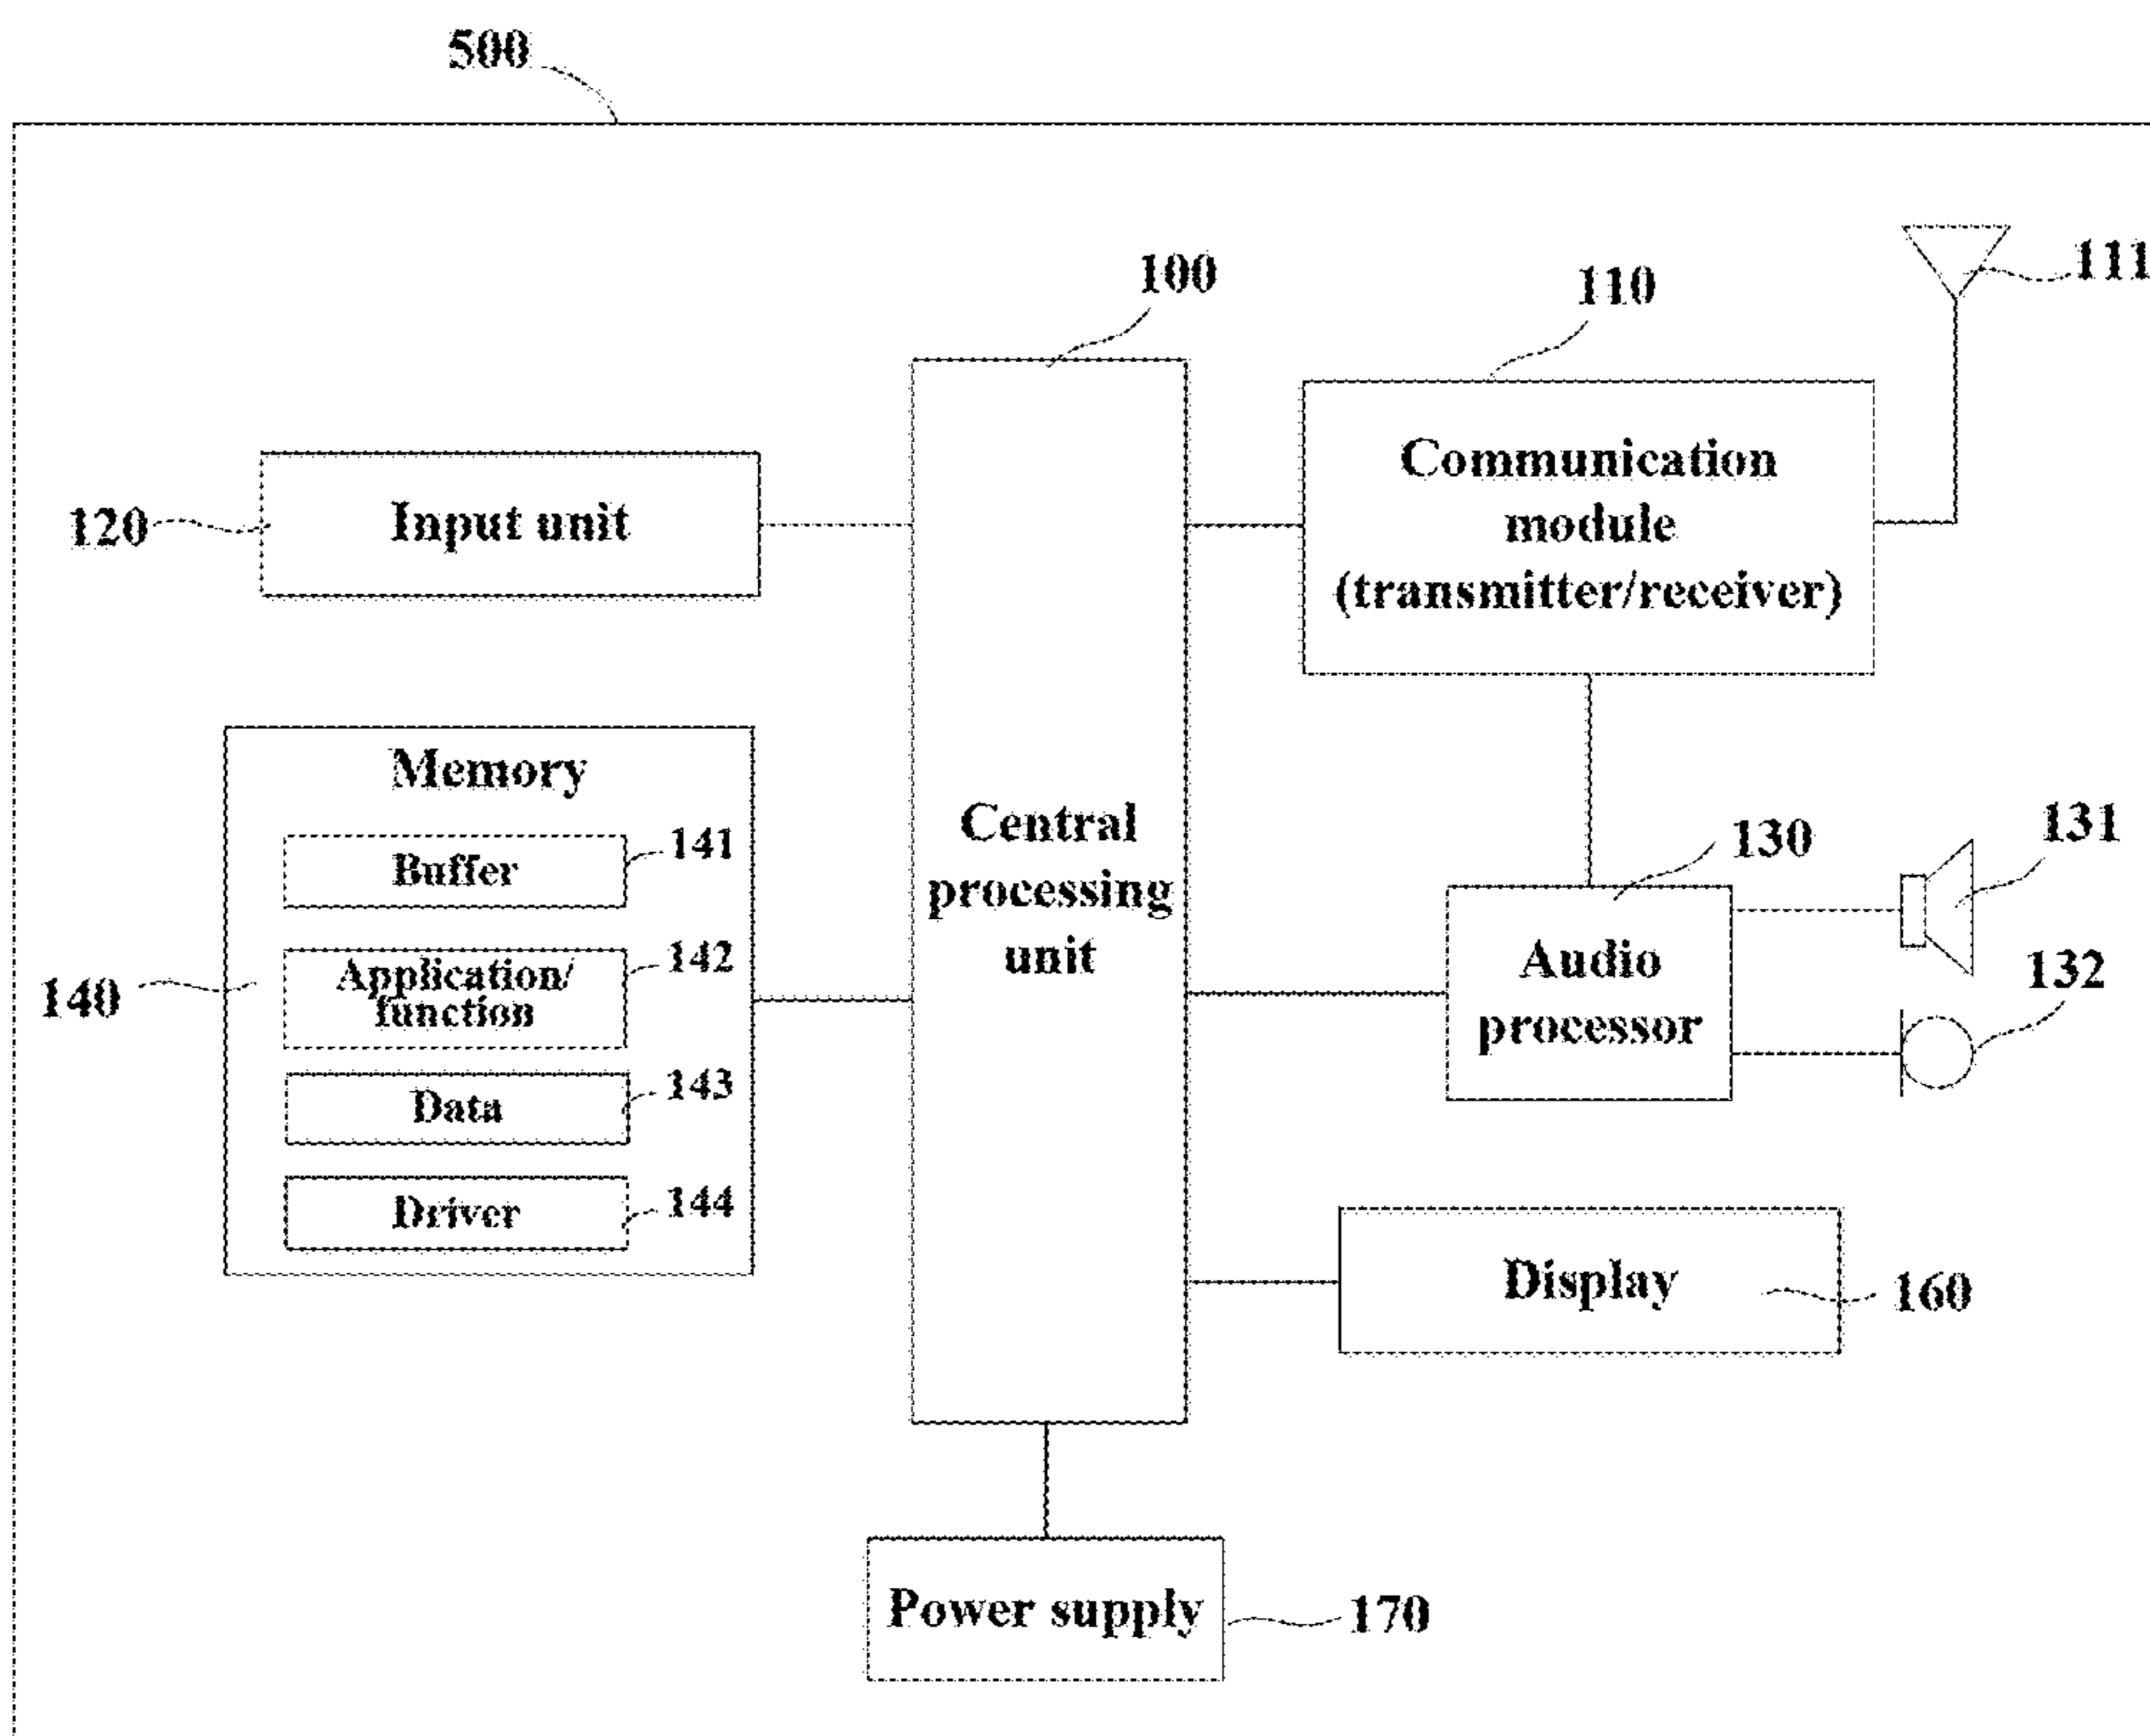 500
100
110
111
120
Input unit
Communication
module
(transmitter/receiver)
Memory
Buffer
141
Application/
function
142
140
Data
143
Driver
144
Central
processing
unit
130
131
Audio
processor
132
Display
160
Power supply
170